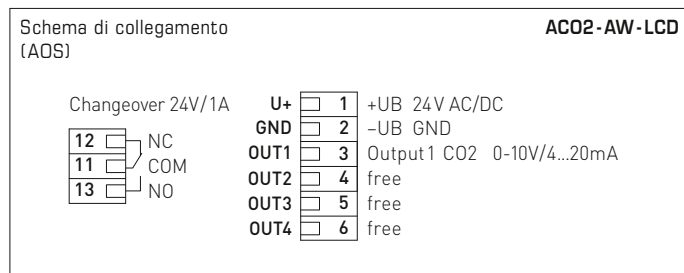 Schema di collegamento
(AOS)
ACO2-AW-LCD
Changeover 24V/1A
12 NC
11 COM
13 NO
U+ 1 +UB 24V AC/DC
GND 2 –UB GND
OUT1 3 Output1 CO2 0-10V/4...20mA
OUT2 4 free
OUT3 5 free
OUT4 6 free